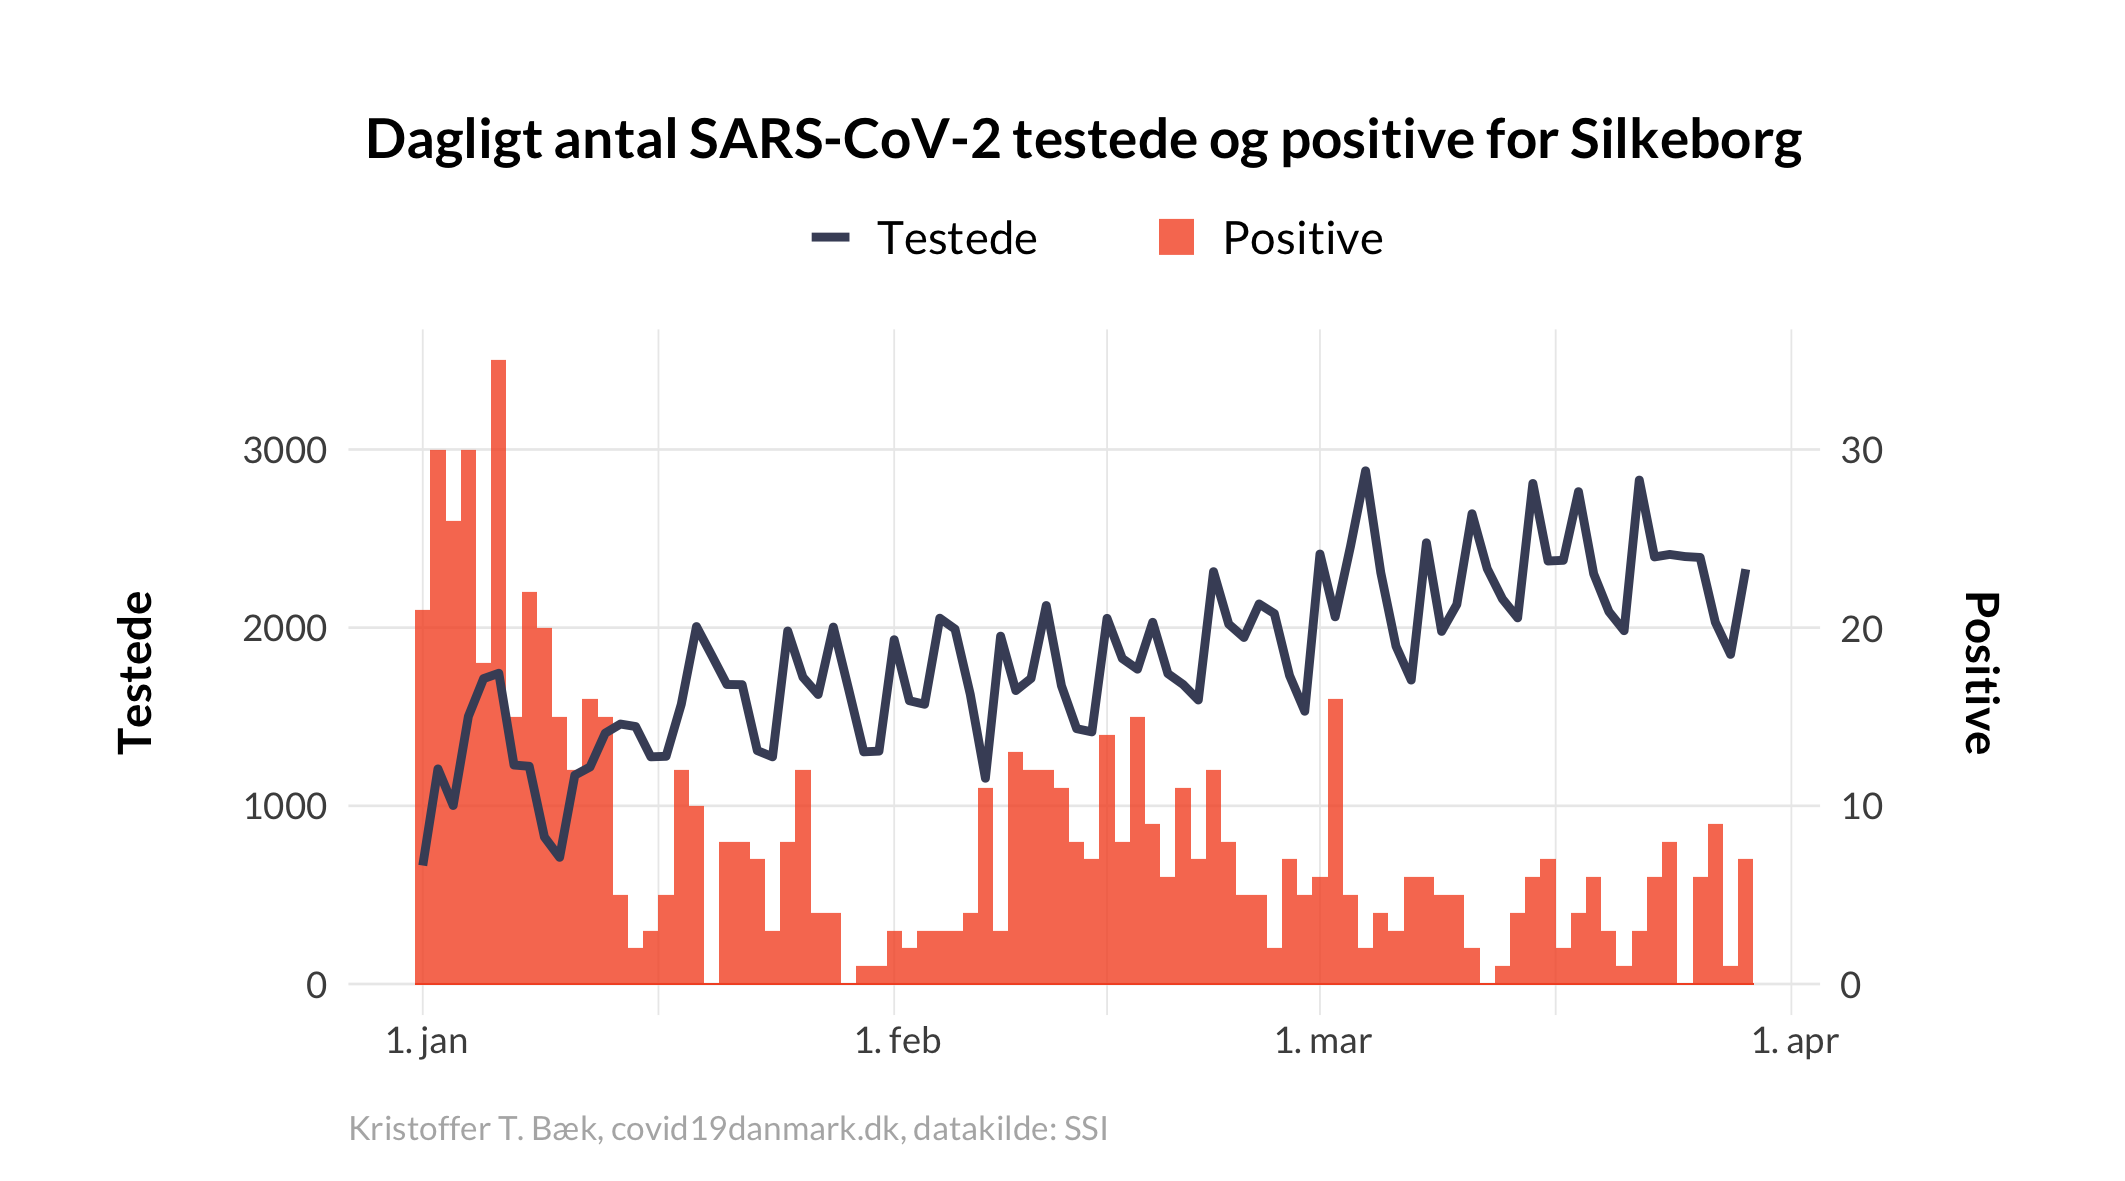 Dagligt antal SARS-CoV-2 testede og positive for Silkeborg
Testede Positive
3000 30
2000 20
1000 10
0 0
Testede
Positive
1. jan 1. feb 1. mar 1. apr
Kristoffer T. Bæk, covid19danmark.dk, datakilde: SSI